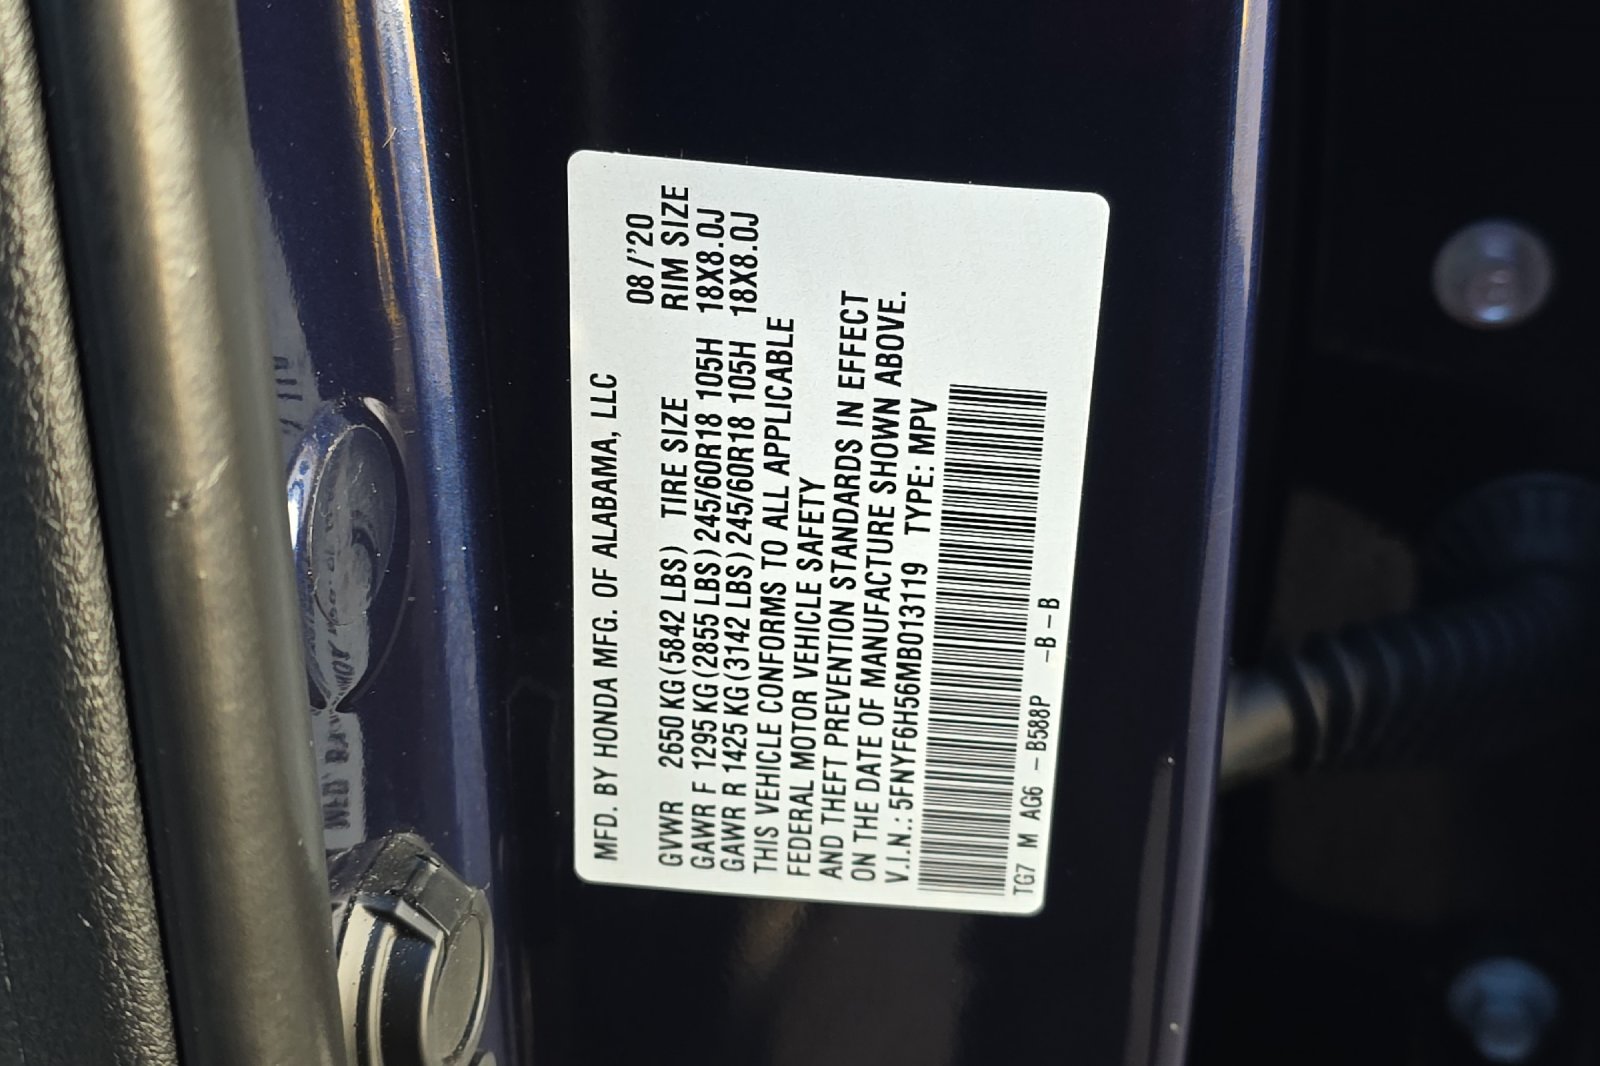 MFD. BY HONDA MFG. OF ALABAMA, LLC
08/'20
GVWR 2650 KG (5842 LBS) TIRE SIZE RIM SIZE
GAWR F 1295 KG (2855 LBS) 245/60R18 105H 18X8.0J
GAWR R 1425 KG (3142 LBS) 245/60R18 105H 18X8.0J
THIS VEHICLE CONFORMS TO ALL APPLICABLE
FEDERAL MOTOR VEHICLE SAFETY
AND THEFT PREVENTION STANDARDS IN EFFECT
ON THE DATE OF MANUFACTURE SHOWN ABOVE.
V.I.N.: 5FNYF6H56MB013119 TYPE: MPV
TG7 M AG6 -B588P -B-B